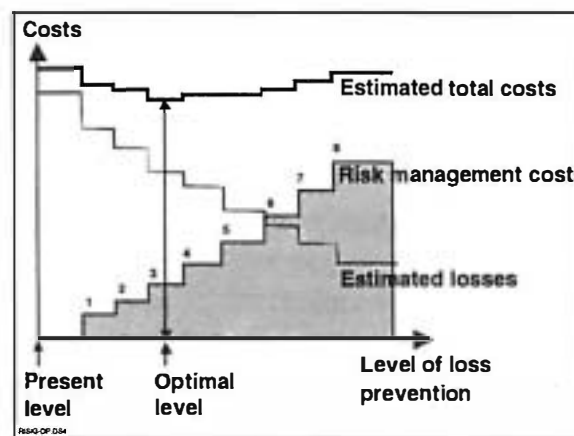 Costs
Estimated total costs
8
Risk management cost
7
6
5
Estimated losses
4
3
2
1
Present level
Optimal level
Level of loss prevention